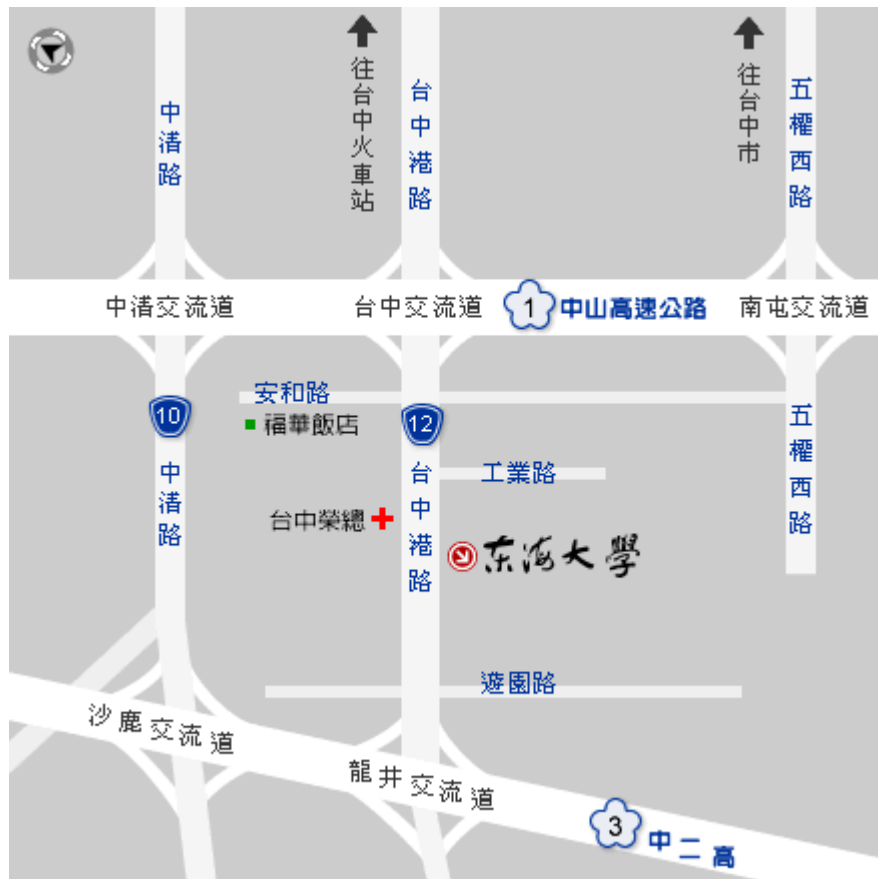 往台中火車站
往台中市
中清路
台中港路
五權西路
中清交流道
台中交流道
1
中山高速公路
南屯交流道
安和路
福華飯店
10
12
五權西路
中清路
台中港路
工業路
台中榮總
东海大學
遊園路
沙鹿交流道
龍井交流道
3
中二高